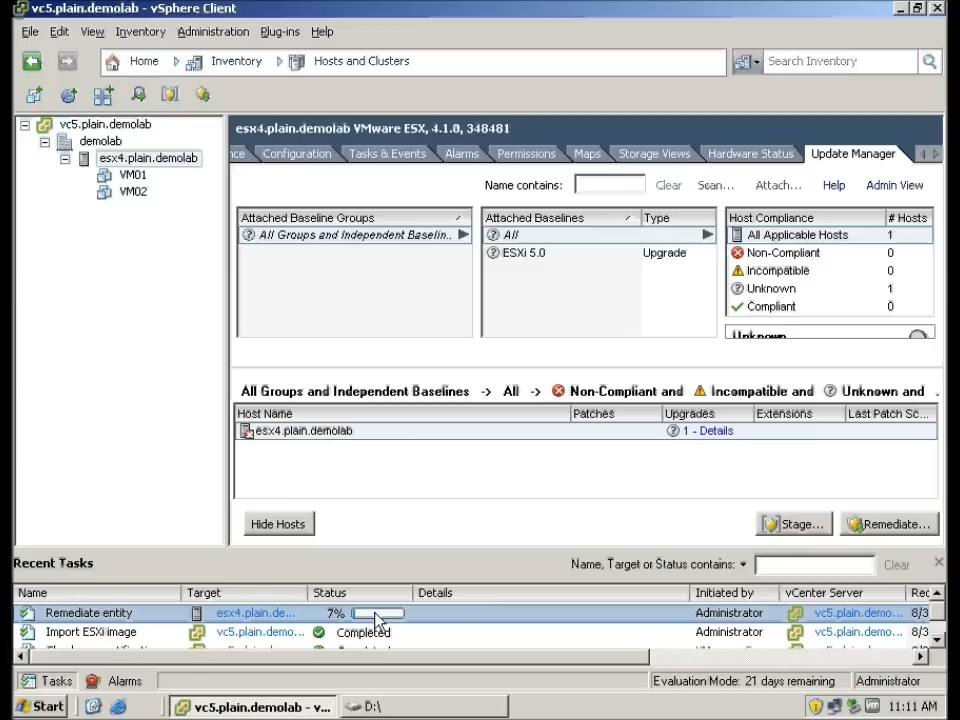 vc5.plain.demolab - vSphere Client
File Edit View Inventory Administration Plug-ins Help
Home Inventory Hosts and Clusters Search Inventory
vc5.plain.demolab
demolab
esx4.plain.demolab
VM01
VM02
esx4.plain.demolab VMware ESX, 4.1.0, 348481
nce Configuration Tasks & Events Alarms Permissions Maps Storage Views Hardware Status Update Manager
Name contains: Clear Scan... Attach... Help Admin View
Attached Baseline Groups
All Groups and Independent Baselin..
Attached Baselines Type
All
ESXi 5.0 Upgrade
Host Compliance # Hosts
All Applicable Hosts 1
Non-Compliant 0
Incompatible 0
Unknown 1
Compliant 0
Unknown
All Groups and Independent Baselines -> All -> Non-Compliant and Incompatible and Unknown and .
Host Name Patches Upgrades Extensions Last Patch Sc...
esx4.plain.demolab 1 - Details
Hide Hosts Stage... Remediate...
Recent Tasks Name, Target or Status contains: Clear
Name Target Status Details Initiated by vCenter Server Rec
Remediate entity esx4.plain.de... 7% Administrator vc5.plain.demo... 8/3
Import ESXi image vc5.plain.demo... Completed Administrator vc5.plain.demo... 8/3
Tasks Alarms Evaluation Mode: 21 days remaining Administrator
Start vc5.plain.demolab - v... D:\ 11:11 AM